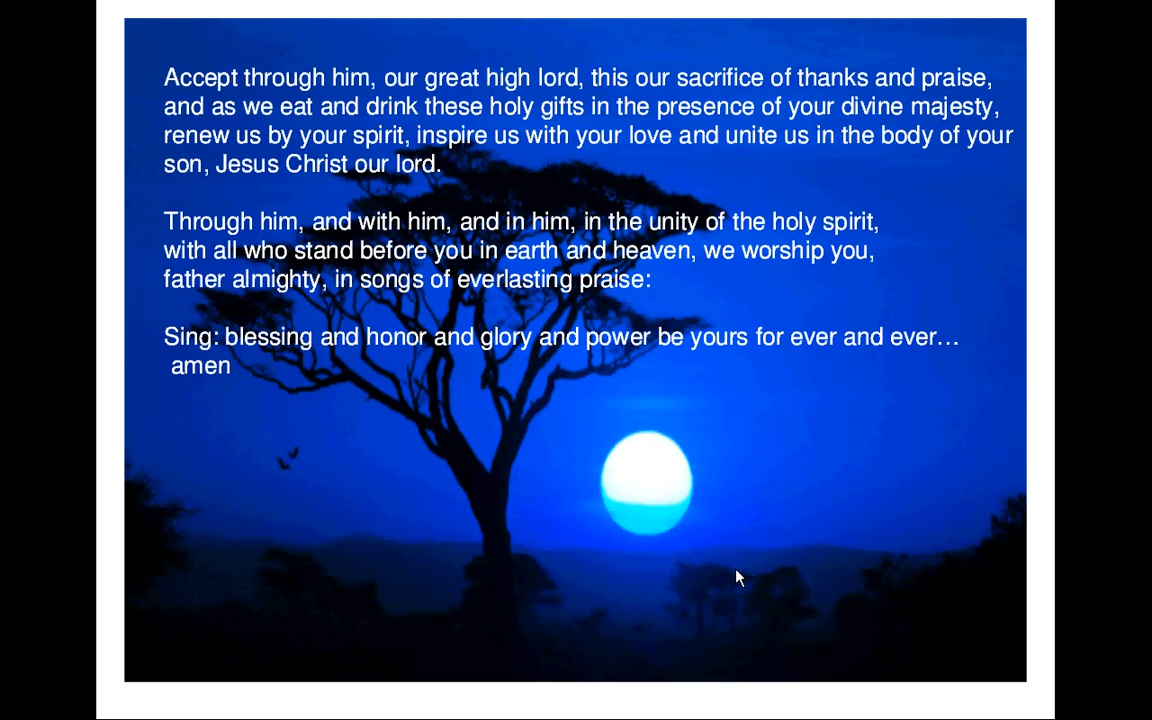 Accept through him, our great high lord, this our sacrifice of thanks and praise,
and as we eat and drink these holy gifts in the presence of your divine majesty,
renew us by your spirit, inspire us with your love and unite us in the body of your
son, Jesus Christ our lord.
Through him, and with him, and in him, in the unity of the holy spirit,
with all who stand before you in earth and heaven, we worship you,
father almighty, in songs of everlasting praise:
Sing: blessing and honor and glory and power be yours for ever and ever…
amen